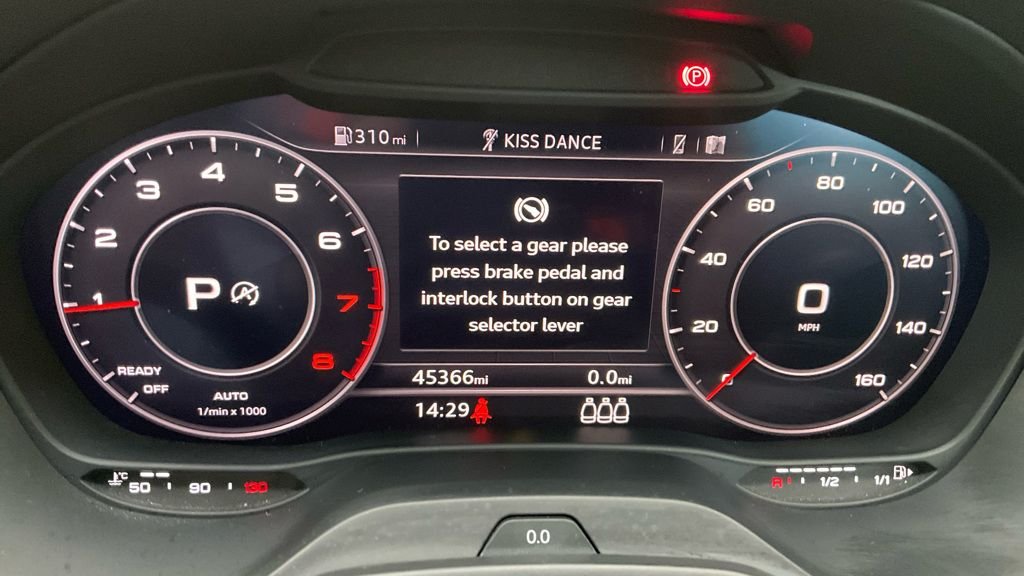 P
310 mi
KISS DANCE
1
2
3
4
5
6
7
8
P A
READY
OFF
AUTO
1/min x 1000
To select a gear please
press brake pedal and
interlock button on gear
selector lever
0
20
40
60
80
100
120
140
160
0
MPH
45366mi 0.0mi
14:29
°C
50 90 130
R 1/2 1/1
0.0